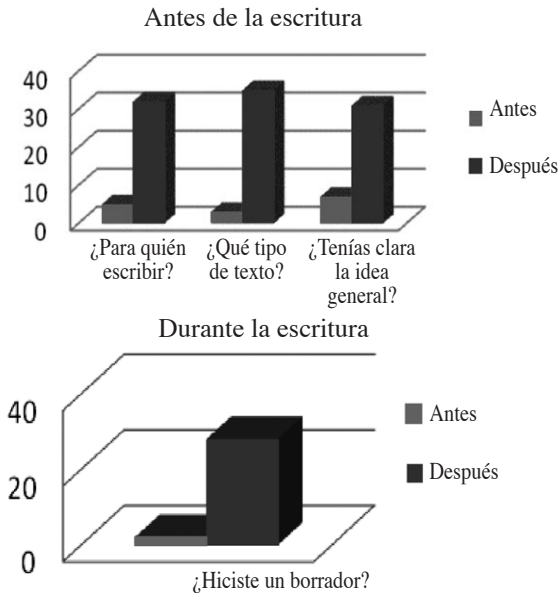 Antes de la escritura
40
30
20
10
0
Antes
Después
¿Para quién escribir?
¿Qué tipo de texto?
¿Tenías clara la idea general?
Durante la escritura
40
20
0
Antes
Después
¿Hiciste un borrador?